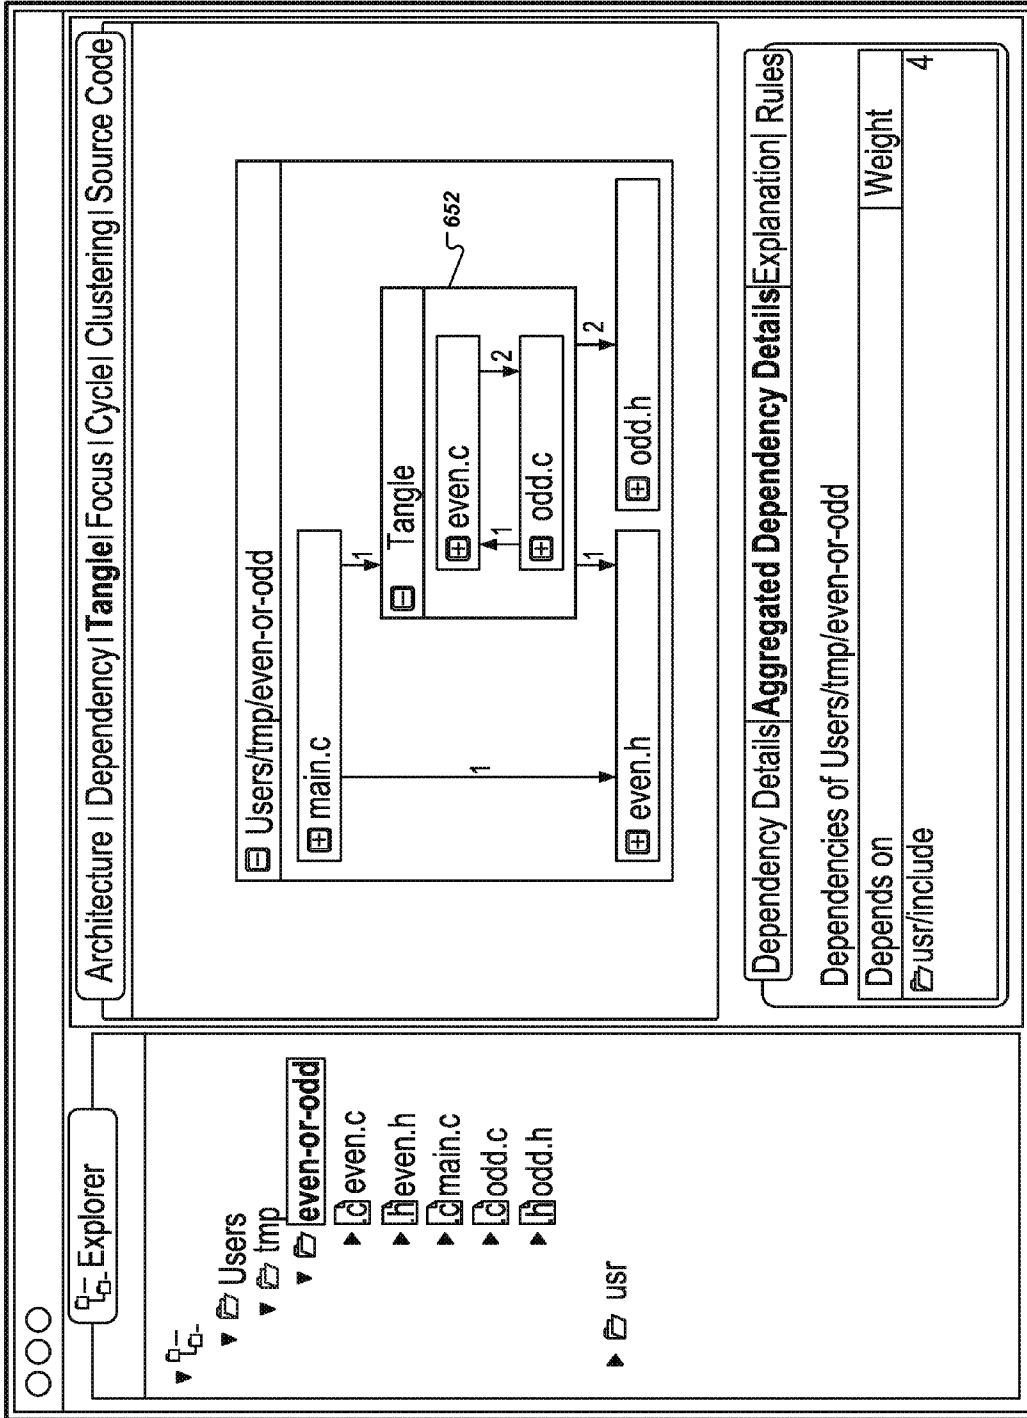 Explorer
Users
tmp
even-or-odd
.c even.c
.h even.h
.c main.c
.c odd.c
.h odd.h
usr
Architecture | Dependency | Tangle | Focus | Cycle | Clustering | Source Code
Users/tmp/even-or-odd
main.c
1
Tangle
652
even.c
1
2
odd.c
1
1
2
even.h
odd.h
Dependency Details | Aggregated Dependency Details | Explanation | Rules
Dependencies of Users/tmp/even-or-odd
Depends on Weight
usr/include 4